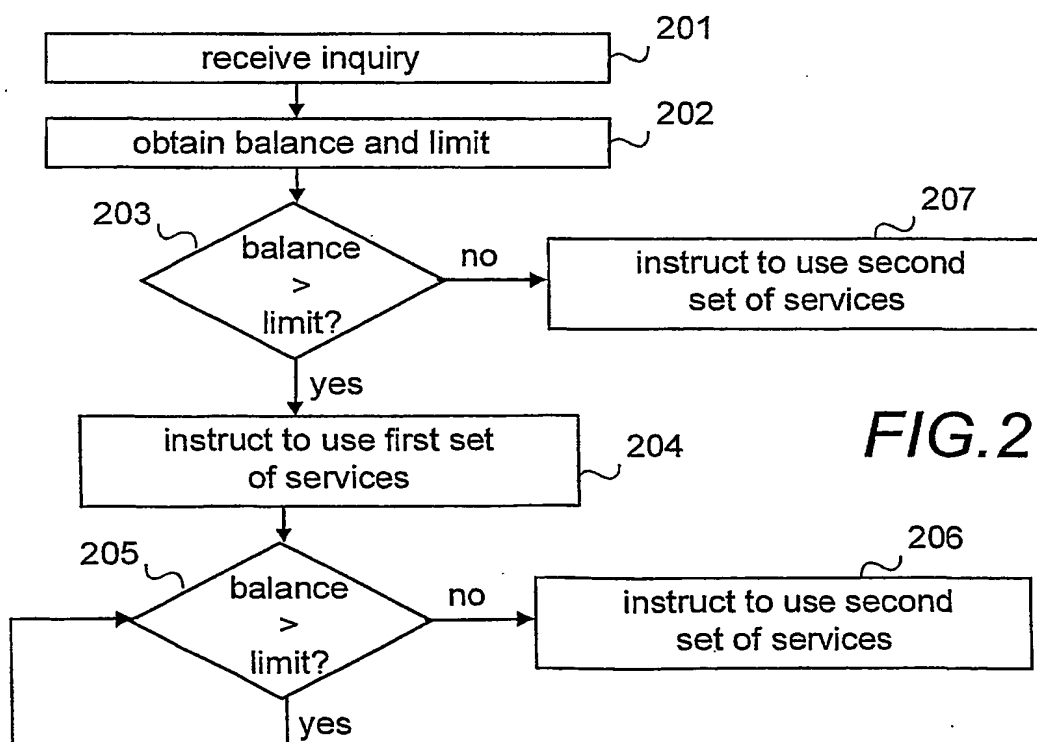 201
receive inquiry
202
obtain balance and limit
203
balance
>
limit?
no
207
instruct to use second
set of services
yes
instruct to use first set
of services
204
FIG.2
205
balance
>
limit?
no
206
instruct to use second
set of services
yes